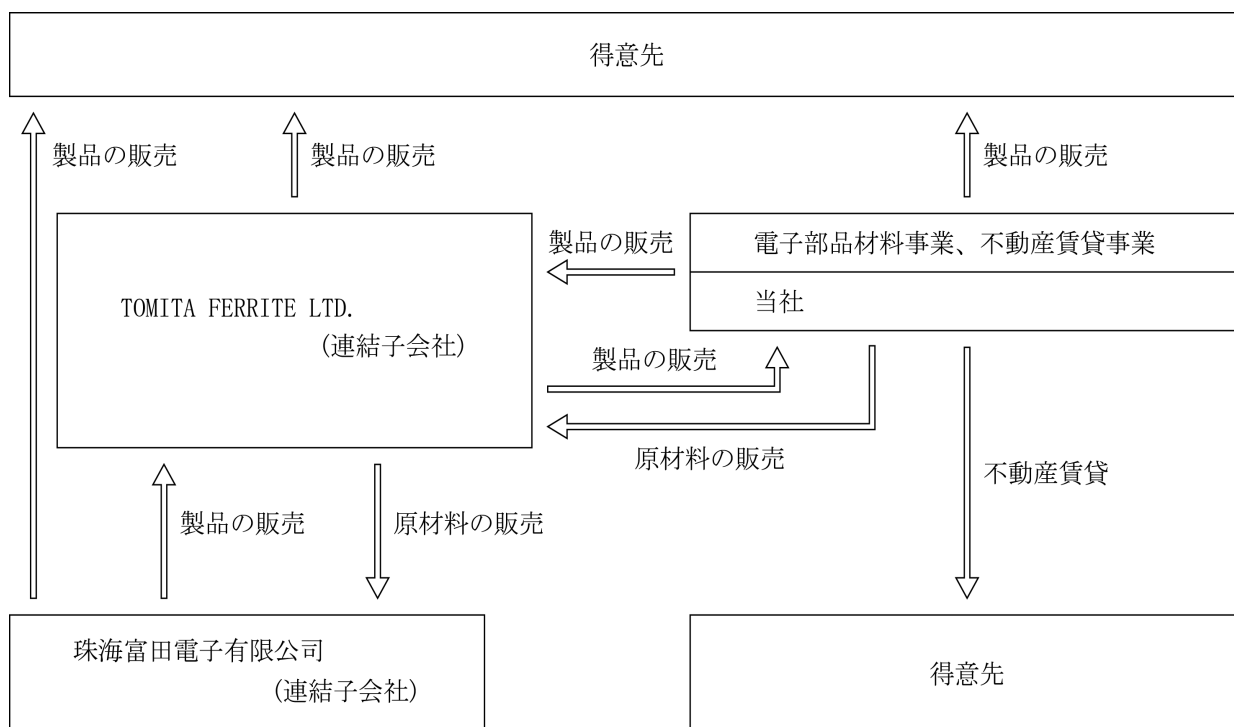 得意先
製品の販売
製品の販売
製品の販売
製品の販売
電子部品材料事業、不動産賃貸事業
当社
TOMITA FERRITE LTD.
(連結子会社)
製品の販売
原材料の販売
不動産賃貸
製品の販売
原材料の販売
珠海富田電子有限公司
(連結子会社)
得意先